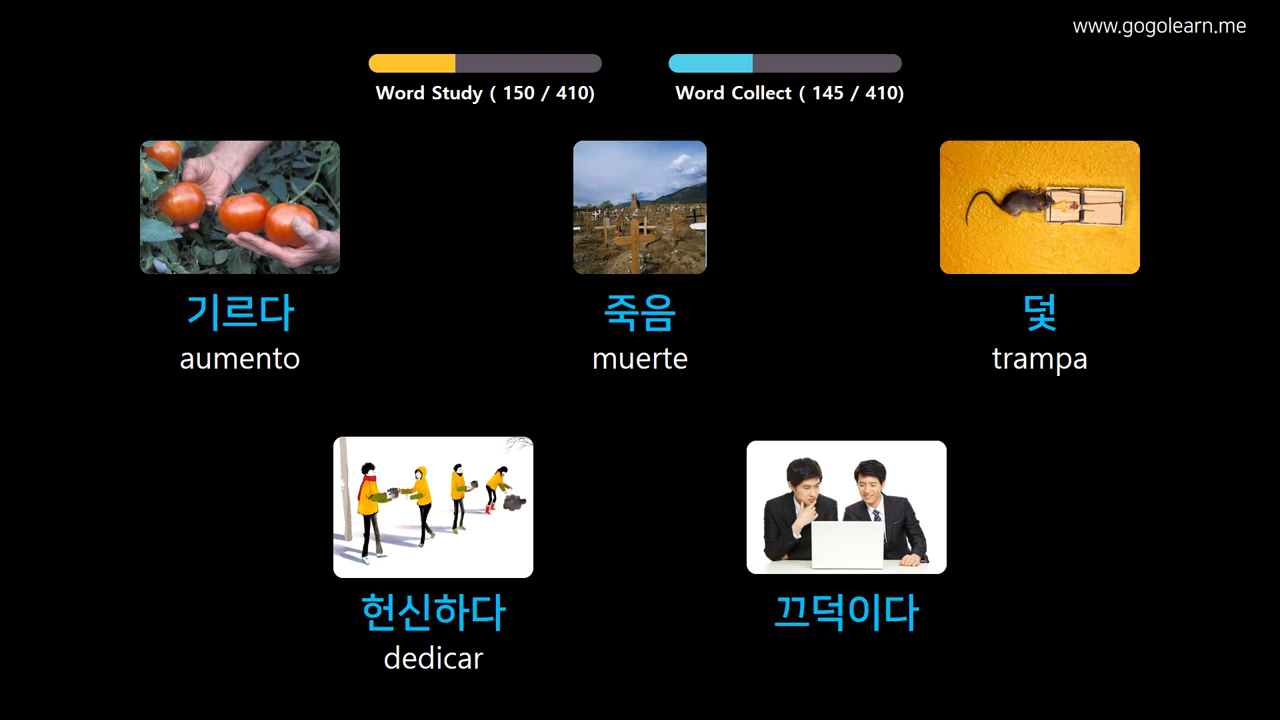 www.gogolearn.me
Word Study ( 150 / 410)
Word Collect ( 145 / 410)
기르다
aumento
죽음
muerte
덫
trampa
헌신하다
dedicar
끄덕이다